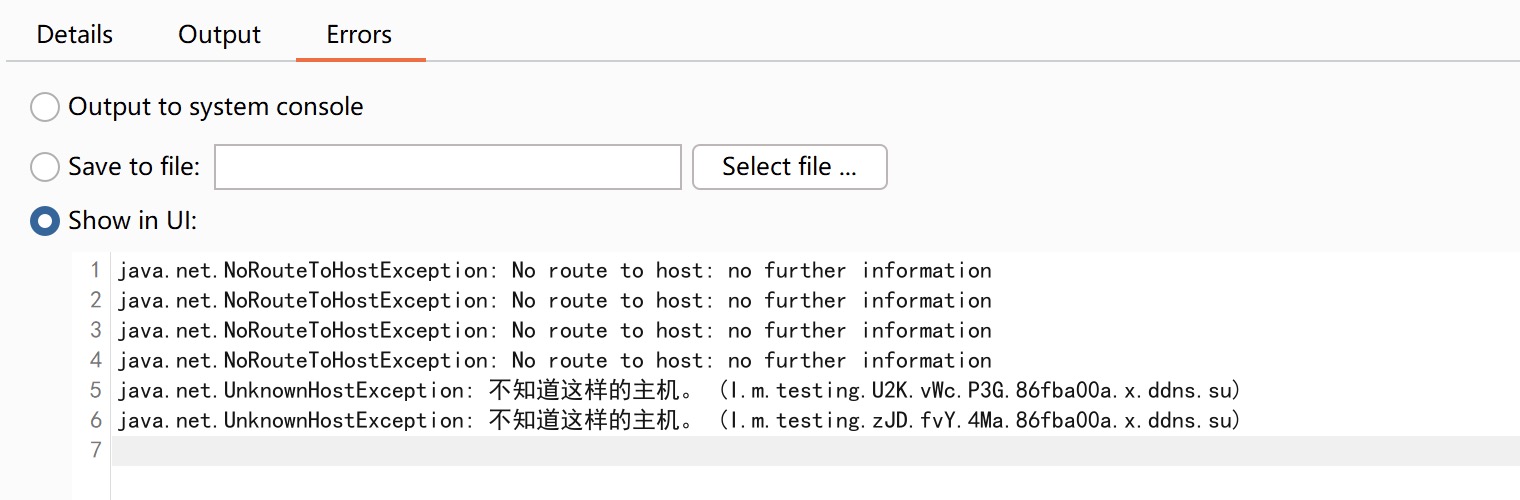 Details Output Errors
Output to system console
Save to file: Select file ...
Show in UI:
1 java.net.NoRouteToHostException: No route to host: no further information
2 java.net.NoRouteToHostException: No route to host: no further information
3 java.net.NoRouteToHostException: No route to host: no further information
4 java.net.NoRouteToHostException: No route to host: no further information
5 java.net.UnknownHostException: 不知道这样的主机。 (I.m.testing.U2K.vWc.P3G.86fba00a.x.ddns.su)
6 java.net.UnknownHostException: 不知道这样的主机。 (I.m.testing.zJD.fvY.4Ma.86fba00a.x.ddns.su)
7